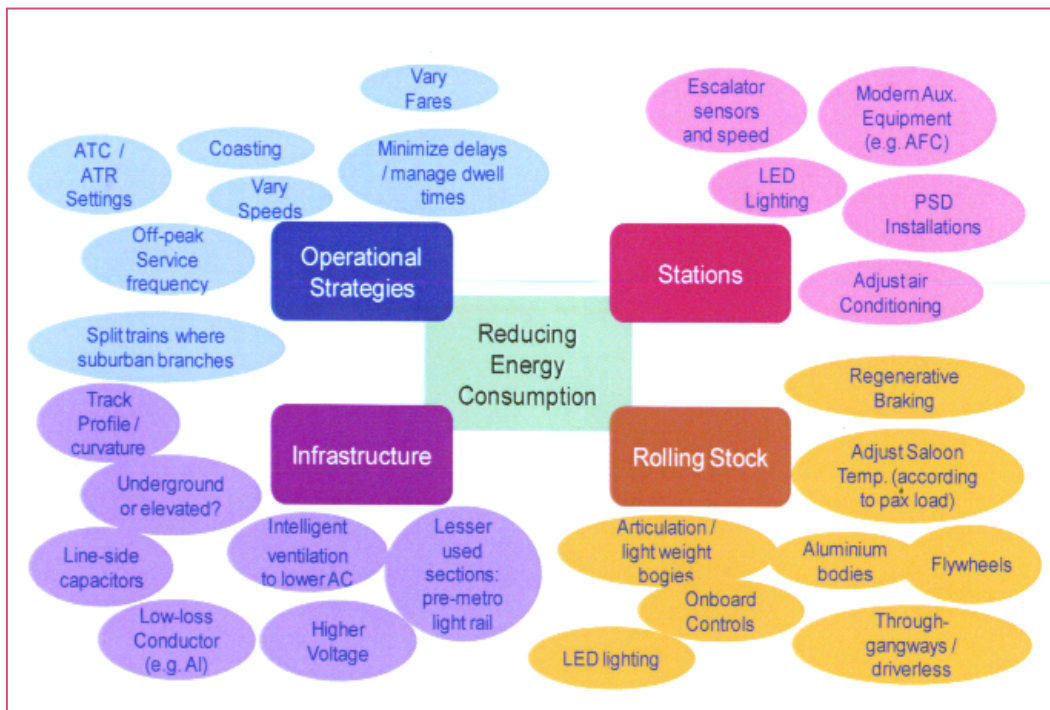 Vary
Fares
ATC /
ATR
Settings
Coasting
Minimize delays
/ manage dwell
times
Vary
Speeds
Off-peak
Service
frequency
Split trains where
suburban branches
Operational
Strategies
Escalator
sensors
and speed
Modern Aux.
Equipment
(e.g. AFC)
LED
Lighting
PSD
Installations
Adjust air
Conditioning
Stations
Reducing
Energy
Consumption
Track
Profile /
curvature
Infrastructure
Underground
or elevated?
Line-side
capacitors
Intelligent
ventilation
to lower AC
Lesser
used
sections:
pre-metro
light rail
Low-loss
Conductor
(e.g. Al)
Higher
Voltage
Rolling Stock
Regenerative
Braking
Adjust Saloon
Temp. (according
to pax load)
Articulation /
light weight
bogies
Aluminium
bodies
Flywheels
Onboard
Controls
LED lighting
Through-
gangways /
driverless